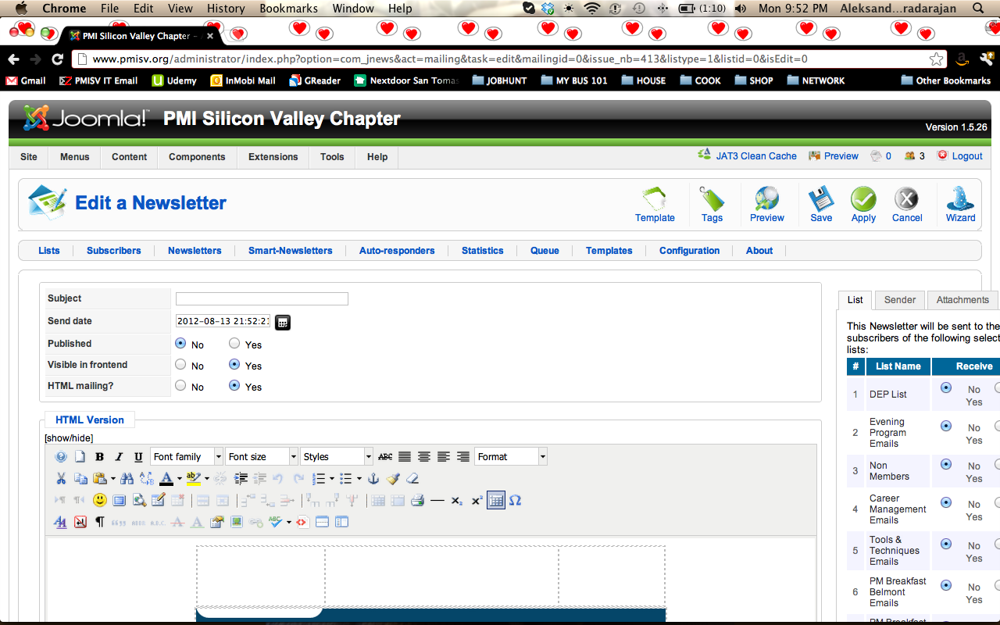 Chrome File Edit View History Bookmarks Window Help (1:10) Mon 9:52 PM Aleksand...radarajan
PMI Silicon Valley Chapter –
www.pmisv.org/administrator/index.php?option=com_jnews&act=mailing&task=edit&mailingid=0&issue_nb=413&listype=1&listid=0&isEdit=0
Gmail PMISV IT Email Udemy InMobi Mail GReader Nextdoor San Tomas JOBHUNT MY BUS 101 HOUSE COOK SHOP NETWORK Other Bookmarks
Joomla! PMI Silicon Valley Chapter
Version 1.5.26
Site Menus Content Components Extensions Tools Help JAT3 Clean Cache Preview 0 3 Logout
Edit a Newsletter
Template Tags Preview Save Apply Cancel Wizard
Lists Subscribers Newsletters Smart-Newsletters Auto-responders Statistics Queue Templates Configuration About
Subject
Send date 2012-08-13 21:52:21
Published No Yes
Visible in frontend No Yes
HTML mailing? No Yes
HTML Version
[show/hide]
Font family Font size Styles ABC Format
List Sender Attachments
This Newsletter will be sent to the
subscribers of the following select
lists:
# List Name Receive
1 DEP List No
Yes
2 Evening
Program
Emails No
Yes
3 Non
Members No
Yes
4 Career
Management
Emails No
Yes
5 Tools &
Techniques
Emails No
Yes
6 PM Breakfast
Belmont
Emails No
Yes
PM Breakfast